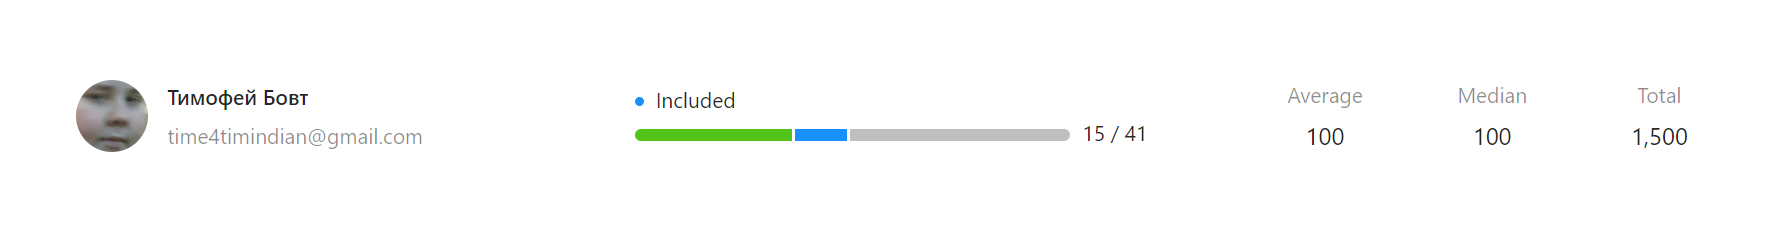 Тимофей Бовт
time4timindian@gmail.com
Included
15 / 41
Average
100
Median
100
Total
1,500